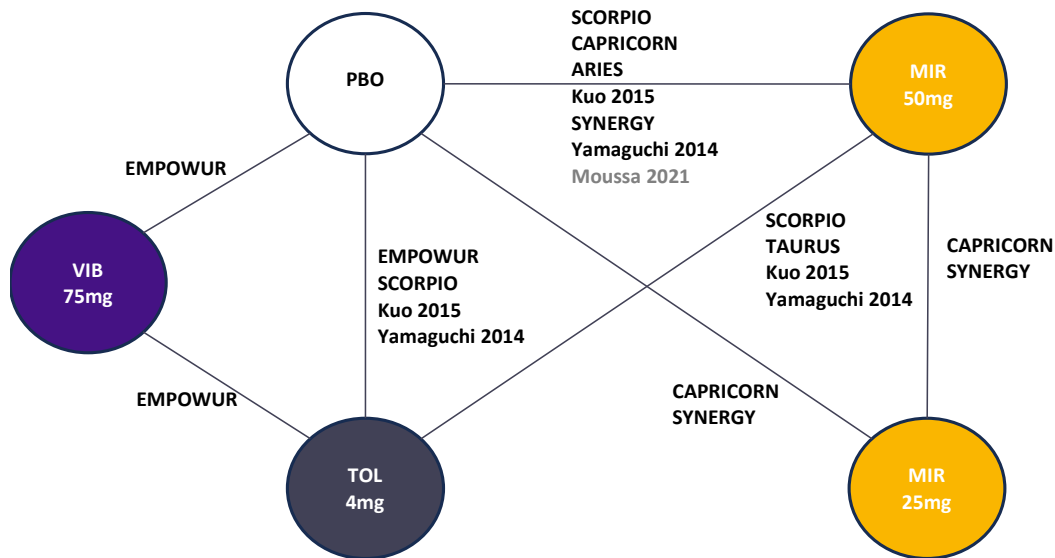 SCORPIO
CAPRICORN
ARIES
Kuo 2015
SYNERGY
Yamaguchi 2014
Moussa 2021
PBO
MIR
50mg
EMPOWUR
VIB
75mg
EMPOWUR
SCORPIO
Kuo 2015
Yamaguchi 2014
SCORPIO
TAURUS
Kuo 2015
Yamaguchi 2014
CAPRICORN
SYNERGY
EMPOWUR
CAPRICORN
SYNERGY
TOL
4mg
MIR
25mg